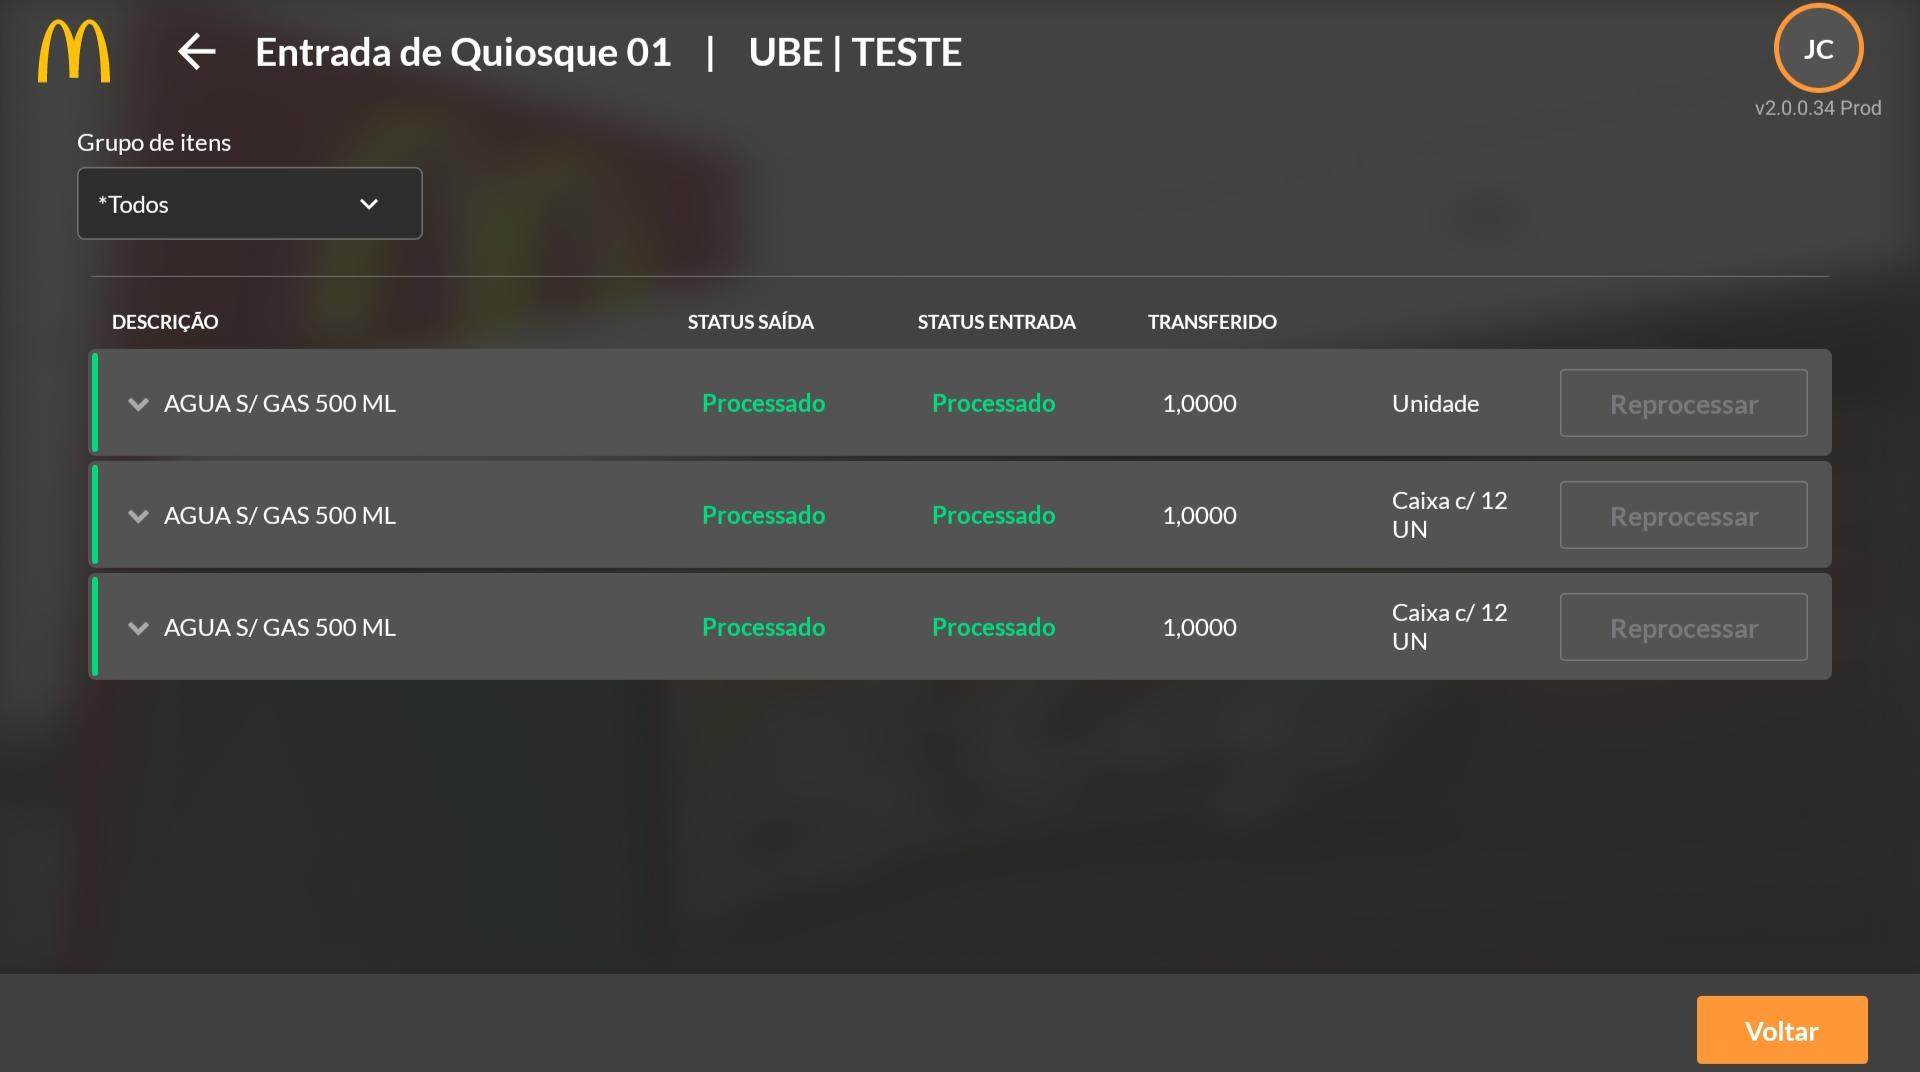 Entrada de Quiosque 01 | UBE | TESTE
JC
v2.0.0.34 Prod
Grupo de itens
*Todos
DESCRIÇÃO STATUS SAÍDA STATUS ENTRADA TRANSFERIDO
AGUA S/ GAS 500 ML Processado Processado 1,0000 Unidade Reprocessar
AGUA S/ GAS 500 ML Processado Processado 1,0000 Caixa c/ 12 UN Reprocessar
AGUA S/ GAS 500 ML Processado Processado 1,0000 Caixa c/ 12 UN Reprocessar
Voltar